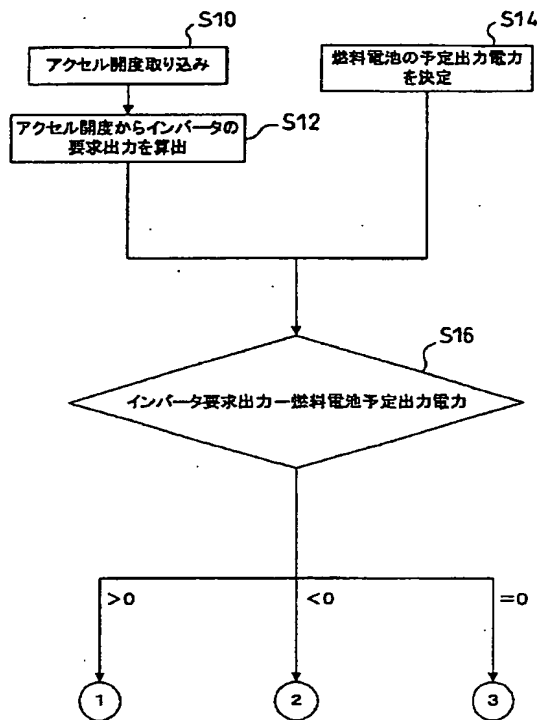 S10
アクセル開度取り込み
S14
燃料電池の予定出力電力
を決定
アクセル開度からインバータの
要求出力を算出
S12
S16
インバータ要求出力ー燃料電池予定出力電力
>0
<0
=0
1
2
3